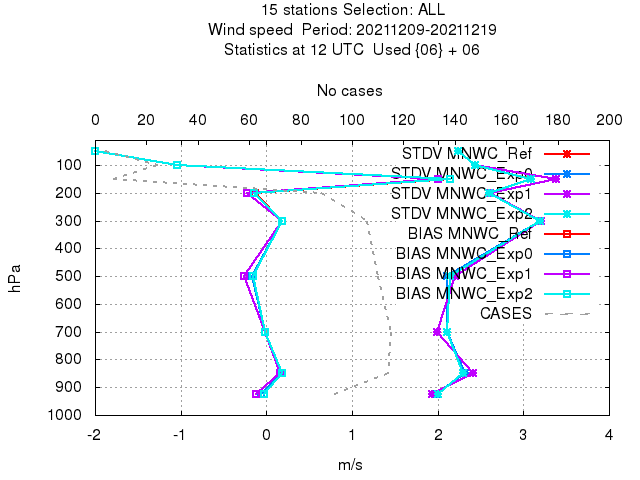 15 stations Selection: ALL
Wind speed  Period: 20211209-20211219
Statistics at 12 UTC  Used {06} + 06
No cases
0 20 40 60 80 100 120 140 160 180 200
STDV MNWC_Ref
STDV MNWC_Exp0
STDV MNWC_Exp1
STDV MNWC_Exp2
BIAS MNWC_Ref
BIAS MNWC_Exp0
BIAS MNWC_Exp1
BIAS MNWC_Exp2
CASES
100
200
300
400
500
600
700
800
900
1000
hPa
-2 -1 0 1 2 3 4
m/s